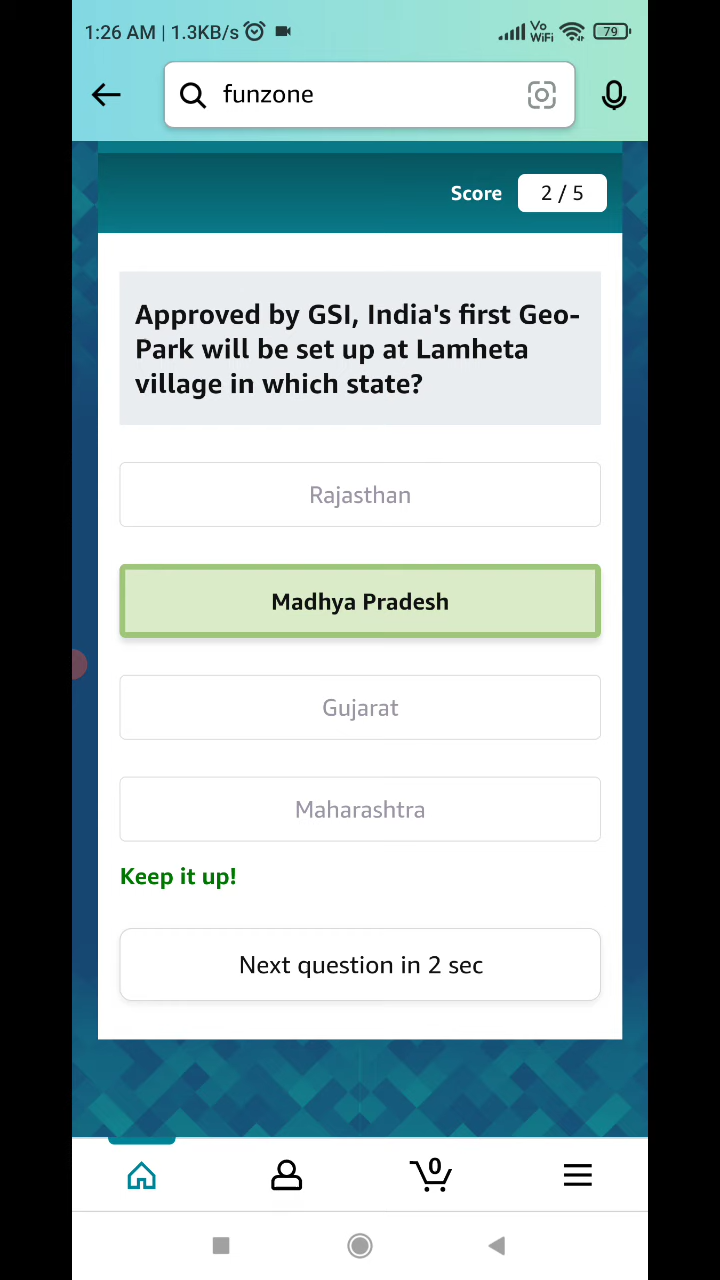 1:26 AM | 1.3KB/s Vo WiFi 79
funzone
Score 2 / 5
Approved by GSI, India's first Geo-
Park will be set up at Lamheta
village in which state?
Rajasthan
Madhya Pradesh
Gujarat
Maharashtra
Keep it up!
Next question in 2 sec
0